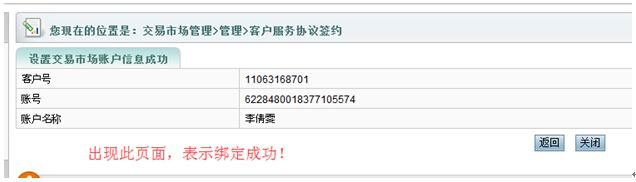 您现在的位置是：交易市场管理>管理>客户服务协议签约
设置交易市场账户信息成功
客户号 11063168701
账号 6228480018377105574
账户名称 李倩雯
返回 关闭
出现此页面，表示绑定成功！